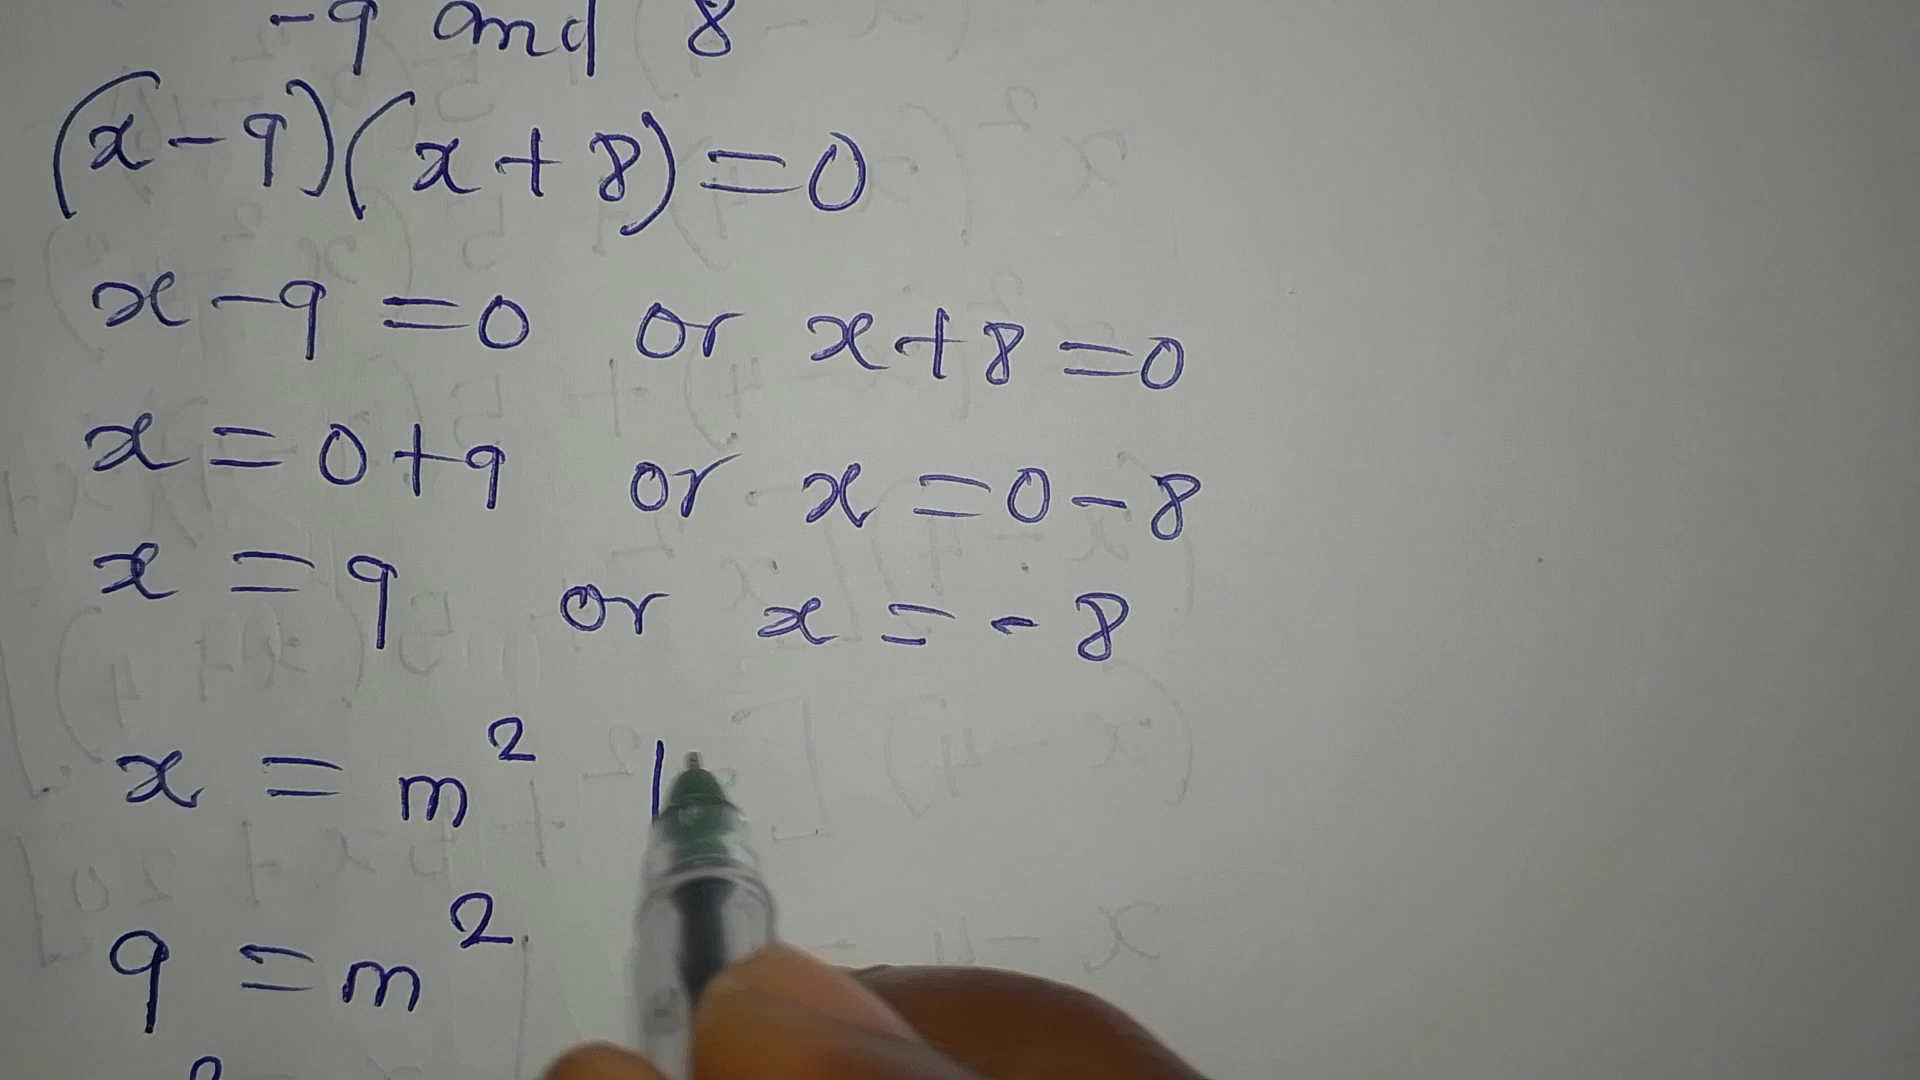 -9 and 8
(x-9)(x+8)=0
x-9=0 or x+8=0
x=0+9 or x=0-8
x=9 or x=-8
x=m²
9=m²
2